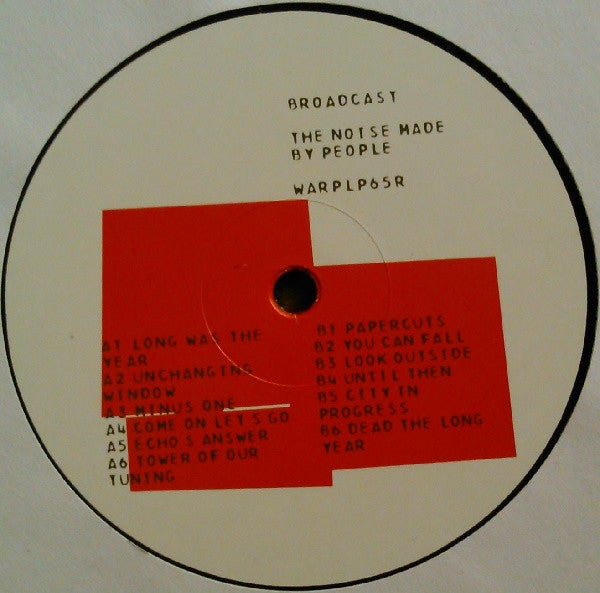 BROADCAST
THE NOISE MADE
BY PEOPLE
WARPLP65R
A1 LONG WAS THE
YEAR
A2 UNCHANGING
WINDOW
A3 MINUS ONE
A4 COME ON LET'S GO
A5 ECHO'S ANSWER
A6 TOWER OF OUR
TUNING
B1 PAPERCUTS
B2 YOU CAN FALL
B3 LOOK OUTSIDE
B4 UNTIL THEN
B5 CITY IN
PROGRESS
B6 DEAD THE LONG
YEAR